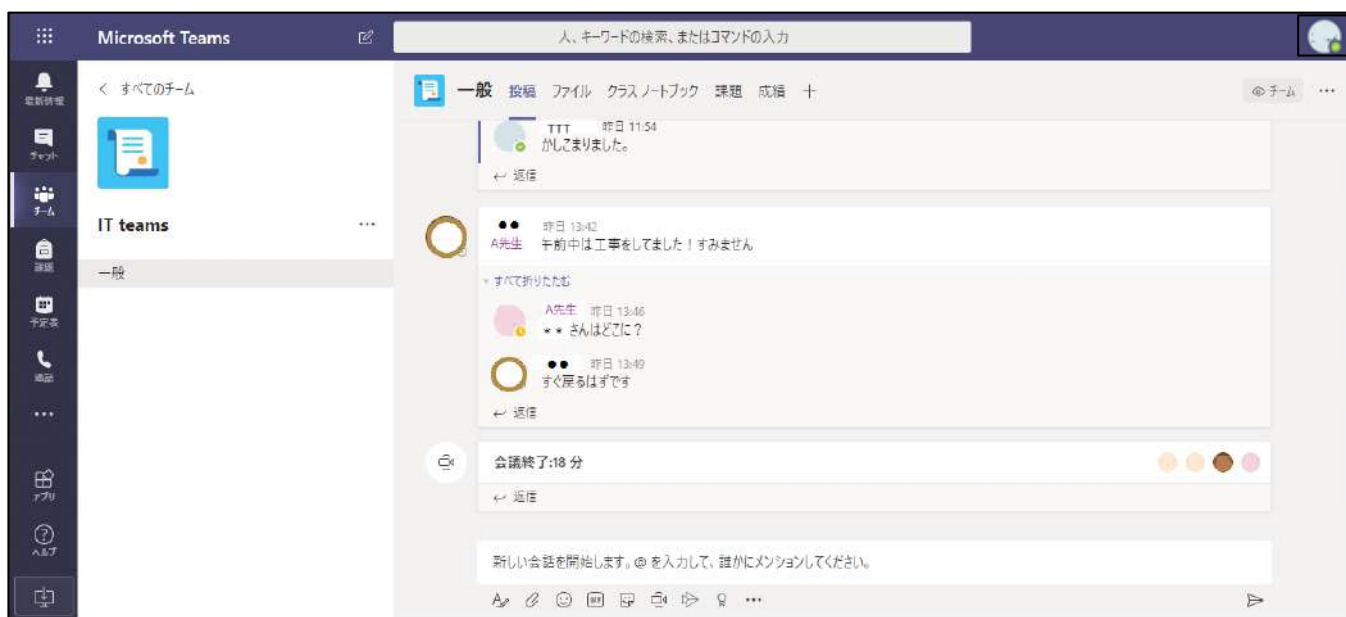 Microsoft Teams
人、キーワードの検索、またはコマンドの入力
最新情報
チャット
チーム
課題
予定表
通話
アプリ
ヘルプ
< すべてのチーム
IT teams
一般
一般 投稿 ファイル クラス ノートブック 課題 成績 +
チーム
TTT 昨日 11:54
かしこまりました。
返信
●● 昨日 13:42
A先生 午前中は工事をしてました！すみません
すべて折りたたむ
A先生 昨日 13:46
** さんはどこに？
●● 昨日 13:49
すぐ戻るはずです
返信
会議終了:18 分
返信
新しい会話を開始します。@ を入力して、誰かにメンションしてください。
GIF